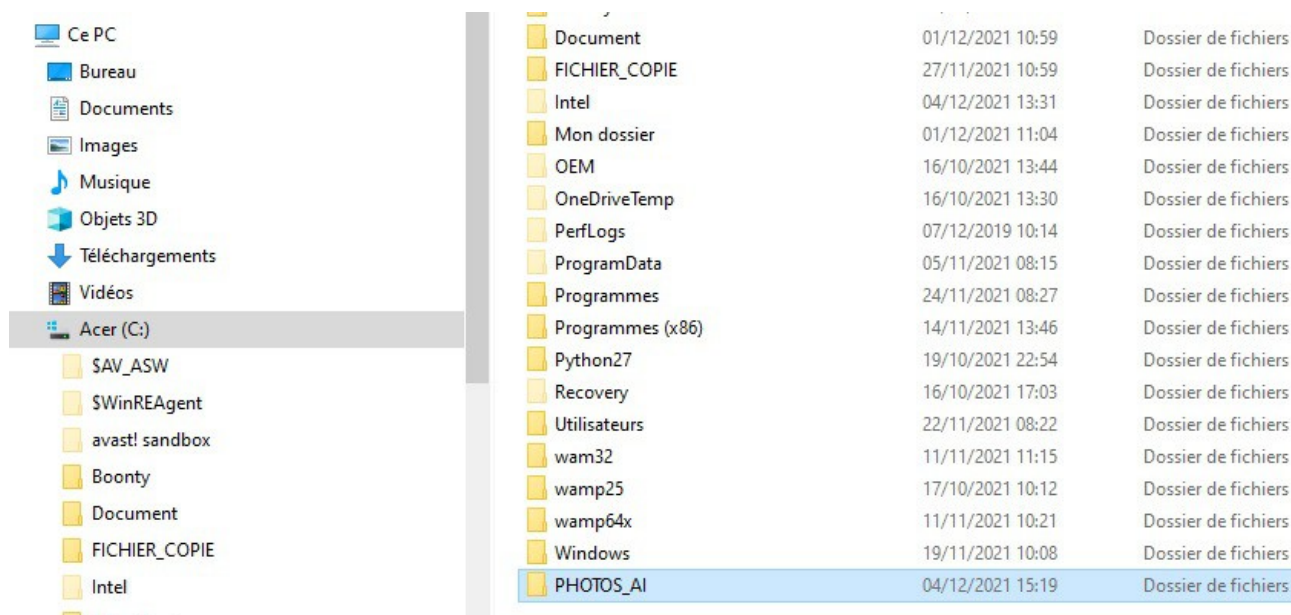 Ce PC
Bureau
Documents
Images
Musique
Objets 3D
Téléchargements
Vidéos
Acer (C:)
$AV_ASW
$WinREAgent
avast! sandbox
Boonty
Document
FICHIER_COPIE
Intel
Document 01/12/2021 10:59 Dossier de fichiers
FICHIER_COPIE 27/11/2021 10:59 Dossier de fichiers
Intel 04/12/2021 13:31 Dossier de fichiers
Mon dossier 01/12/2021 11:04 Dossier de fichiers
OEM 16/10/2021 13:44 Dossier de fichiers
OneDriveTemp 16/10/2021 13:30 Dossier de fichiers
PerfLogs 07/12/2019 10:14 Dossier de fichiers
ProgramData 05/11/2021 08:15 Dossier de fichiers
Programmes 24/11/2021 08:27 Dossier de fichiers
Programmes (x86) 14/11/2021 13:46 Dossier de fichiers
Python27 19/10/2021 22:54 Dossier de fichiers
Recovery 16/10/2021 17:03 Dossier de fichiers
Utilisateurs 22/11/2021 08:22 Dossier de fichiers
wam32 11/11/2021 11:15 Dossier de fichiers
wamp25 17/10/2021 10:12 Dossier de fichiers
wamp64x 11/11/2021 10:21 Dossier de fichiers
Windows 19/11/2021 10:08 Dossier de fichiers
PHOTOS_AI 04/12/2021 15:19 Dossier de fichiers